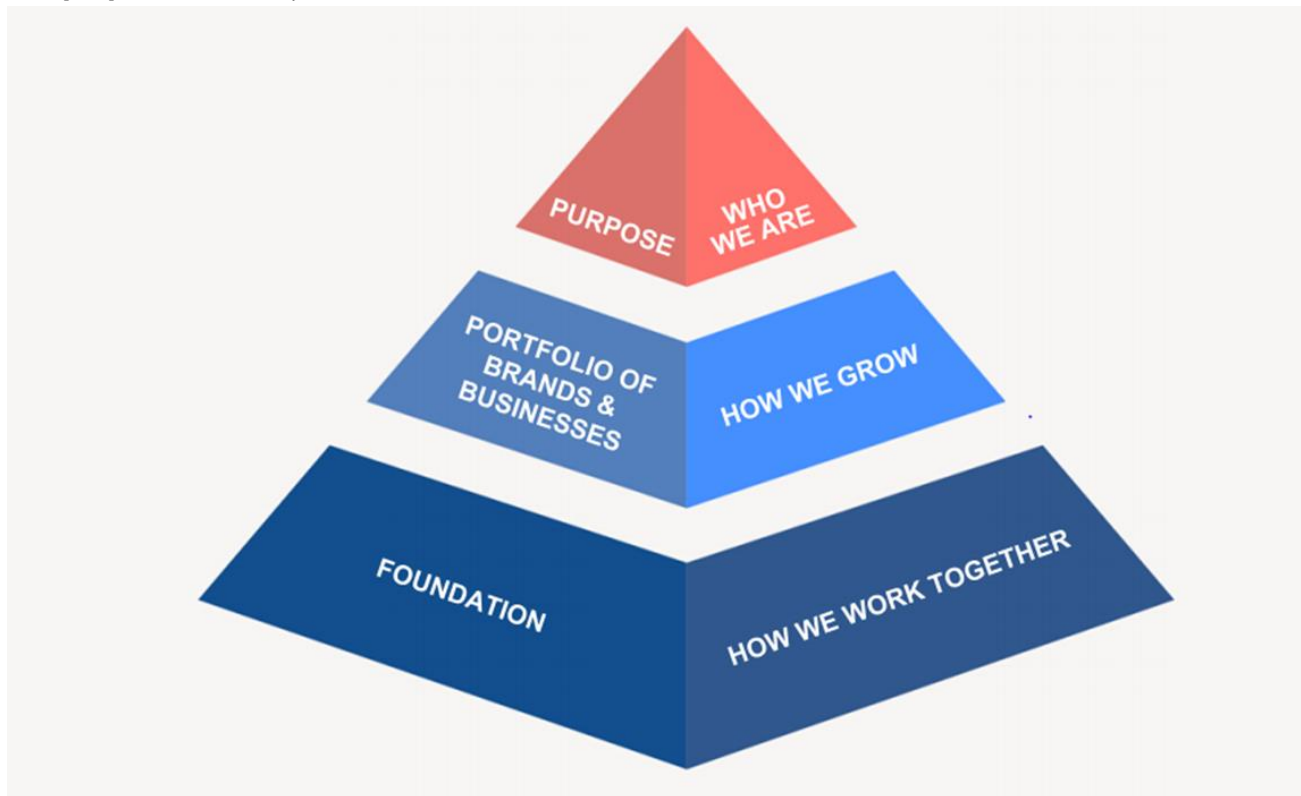 PURPOSE
WHO
WE ARE
PORTFOLIO OF
BRANDS &
BUSINESSES
HOW WE GROW
FOUNDATION
HOW WE WORK TOGETHER